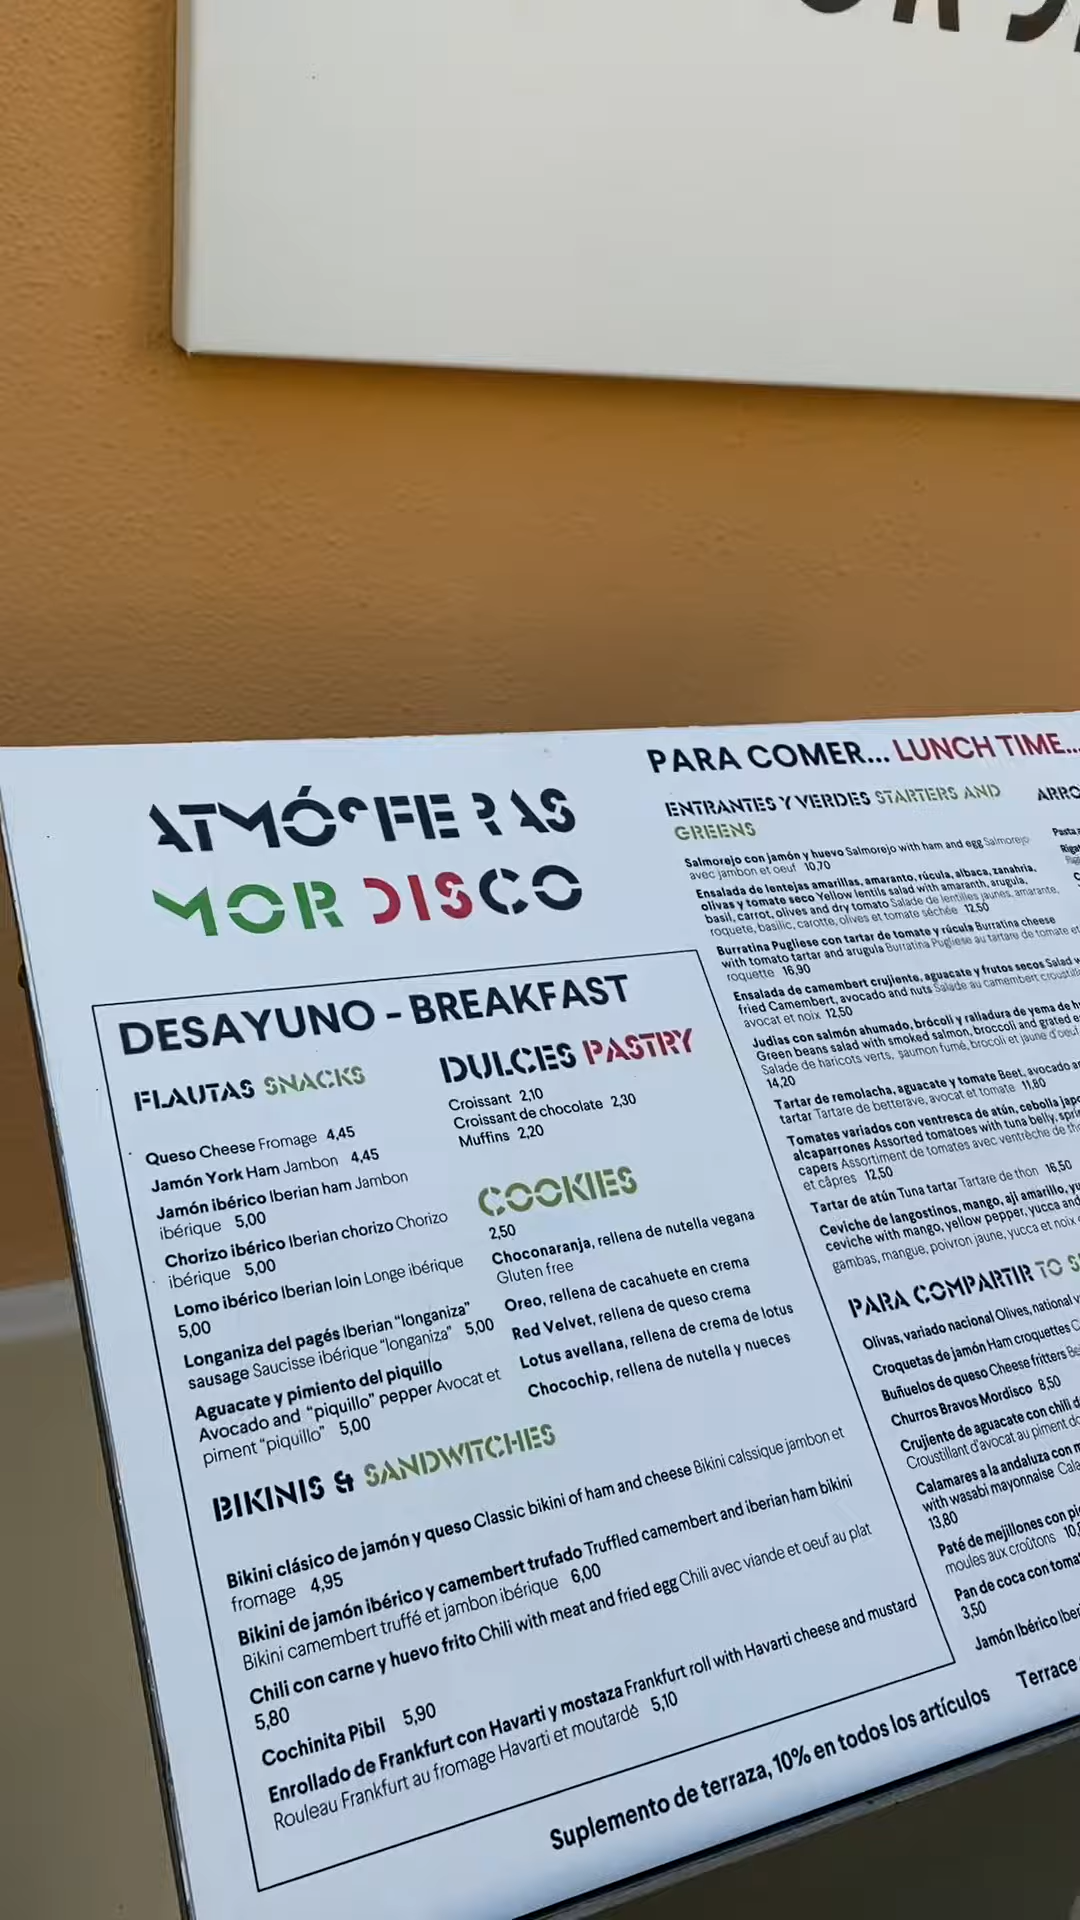 ATMÓSFERAS
MORDISCO
DESAYUNO - BREAKFAST
FLAUTAS SNACKS
Queso Cheese Fromage 4,45
Jamón York Ham Jambon 4,45
Jamón ibérico Iberian ham Jambon
ibérique 5,00
Chorizo ibérico Iberian chorizo Chorizo
ibérique 5,00
Lomo ibérico Iberian loin Longe ibérique
5,00
Longaniza del pagés Iberian "longaniza"
sausage Saucisse ibérique "longaniza" 5,00
Aguacate y pimiento del piquillo
Avocado and "piquillo" pepper Avocat et
piment "piquillo" 5,00
DULCES PASTRY
Croissant 2,10
Croissant de chocolate 2,30
Muffins 2,20
COOKIES
2,50
Choconaranja, rellena de nutella vegana
Gluten free
Oreo, rellena de cacahuete en crema
Red Velvet, rellena de queso crema
Lotus avellana, rellena de crema de lotus
Chocochip, rellena de nutella y nueces
BIKINIS & SANDWITCHES
Bikini clásico de jamón y queso Classic bikini of ham and cheese Bikini calssique jambon et
fromage 4,95
Bikini de jamón ibérico y camembert trufado Truffled camembert and iberian ham bikini
Bikini camembert truffé et jambon ibérique 6,00
Chili con carne y huevo frito Chili with meat and fried egg Chili avec viande et oeuf au plat
5,80
Cochinita Pibil 5,90
Enrollado de Frankfurt con Havarti y mostaza Frankfurt roll with Havarti cheese and mustard
Rouleau Frankfurt au fromage Havarti et moutardé 5,10
PARA COMER... LUNCH TIME...
ENTRANTES Y VERDES STARTERS AND
GREENS
Salmorejo con jamón y huevo Salmorejo with ham and egg Salmorejo
avec jambon et oeuf 10,70
Ensalada de lentejas amarillas, amaranto, rúcula, albaca, zanahria,
olivas y tomate seco Yellow lentils salad with amaranth, arugula,
basil, carrot, olives and dry tomato Salade de lentilles jaunes, amarante,
roquete, basilic, carotte, olives et tomate séchée 12,50
Burratina Pugliese con tartar de tomate y rúcula Burratina cheese
with tomato tartar and arugula Burratina Pugliese au tartare de tomate et
roquette 16,90
Ensalada de camembert crujiente, aguacate y frutos secos Salad
fried Camembert, avocado and nuts Salade au camembert
avocat et noix 12,50
Judías con salmón ahumado, brócoli y ralladura de yema de
Green beans salad with smoked salmon, broccoli and grated
Salade de haricots verts, saumon fumé, brocoli et jaune d'oeuf
14,20
Tartar de remolacha, aguacate y tomate Beet, avocado
tartar Tartare de betterave, avocat et tomate 11,80
Tomates variados con ventresca de atún, cebolla
alcaparrones Assorted tomatoes with tuna belly,
capers Assortiment de tomates avec ventrèche de
et câpres 12,50
Tartar de atún Tuna tartar Tartare de thon 16,50
Ceviche de langostinos, mango, ají amarillo,
ceviche with mango, yellow pepper, yucca and
gambas, mangue, poivron jaune, yucca et noix
PARA COMPARTIR TO
Olivas, variado nacional Olives, national
Croquetas de jamón Ham croquettes
Buñuelos de queso Cheese fritters
Churros Bravos Mordisco 8,50
Crujiente de aguacate con chili
Croustillant d'avocat au piment
Calamares a la andaluza con
with wasabi mayonnaise
13,80
Paté de mejillones con
moules aux croûtons
Pan de coca con
3,50
Jamón Ibérico
Suplemento de terraza, 10% en todos los artículos Terrace